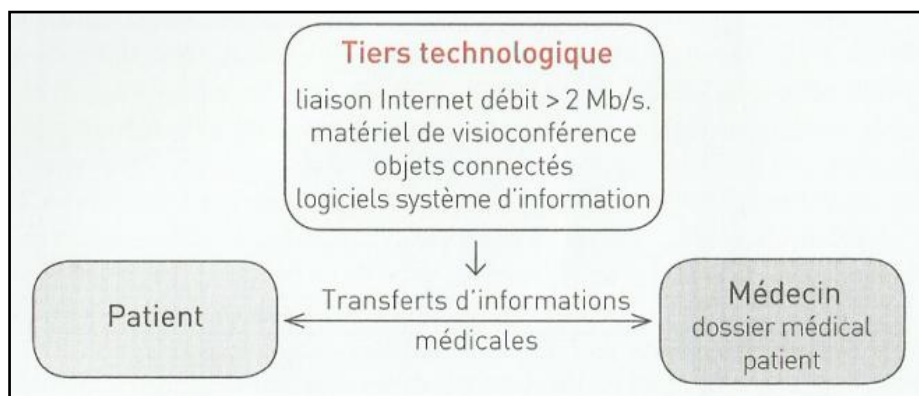 Tiers technologique
liaison Internet débit > 2 Mb/s.
matériel de visioconférence
objets connectés
logiciels système d'information
Patient
Transferts d'informations
médicales
Médecin
dossier médical
patient